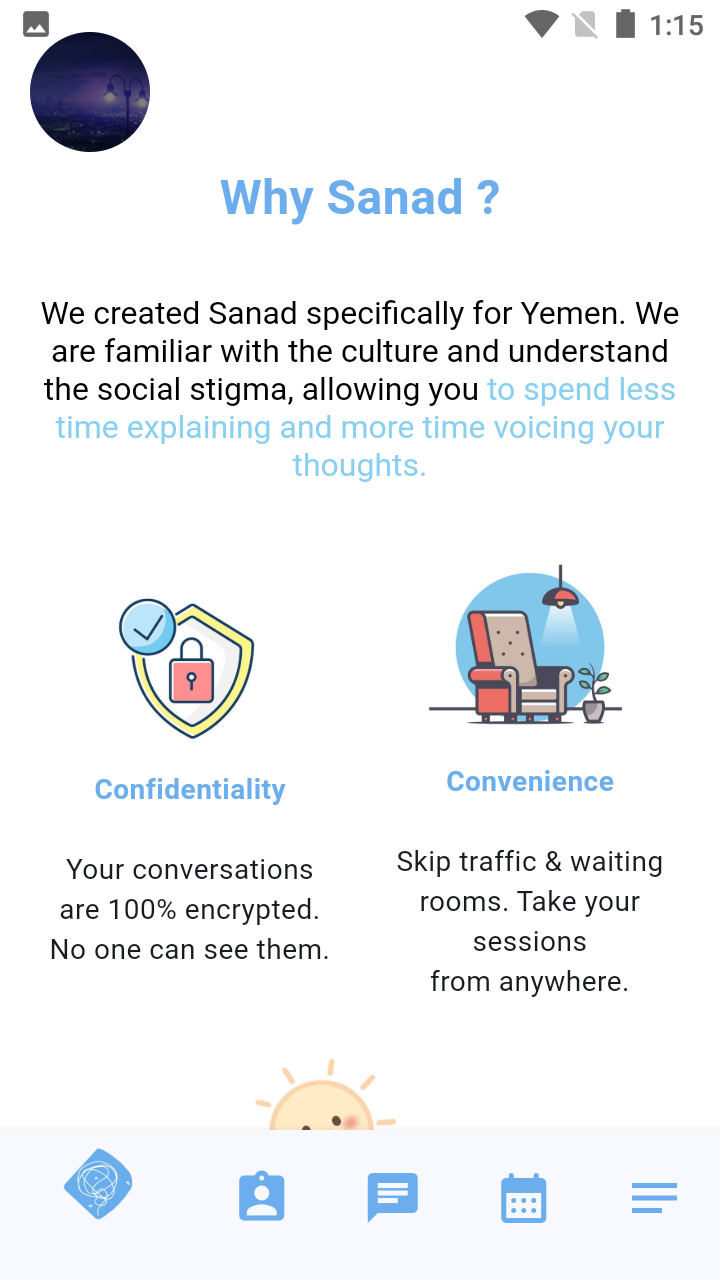 1:15
Why Sanad ?
We created Sanad specifically for Yemen. We
are familiar with the culture and understand
the social stigma, allowing you to spend less
time explaining and more time voicing your
thoughts.
Confidentiality
Your conversations
are 100% encrypted.
No one can see them.
Convenience
Skip traffic & waiting
rooms. Take your
sessions
from anywhere.